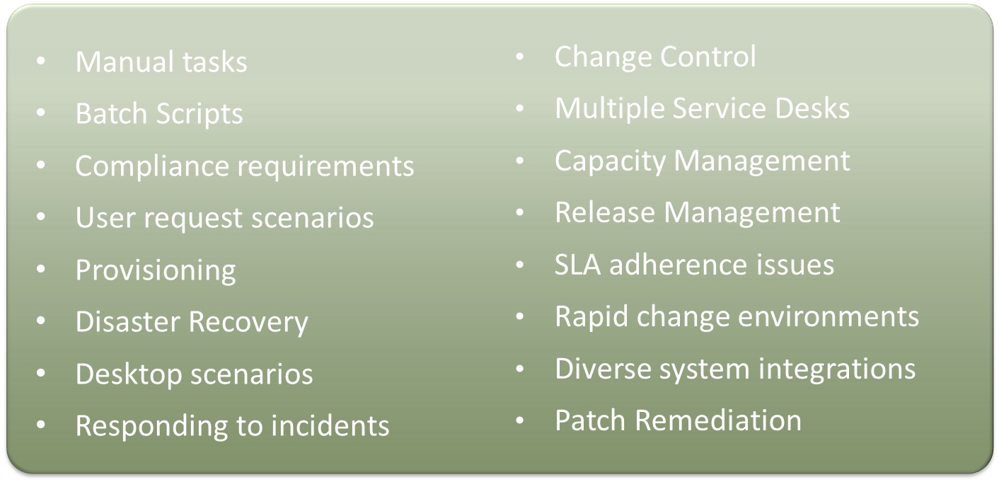 • Manual tasks
• Batch Scripts
• Compliance requirements
• User request scenarios
• Provisioning
• Disaster Recovery
• Desktop scenarios
• Responding to incidents
• Change Control
• Multiple Service Desks
• Capacity Management
• Release Management
• SLA adherence issues
• Rapid change environments
• Diverse system integrations
• Patch Remediation